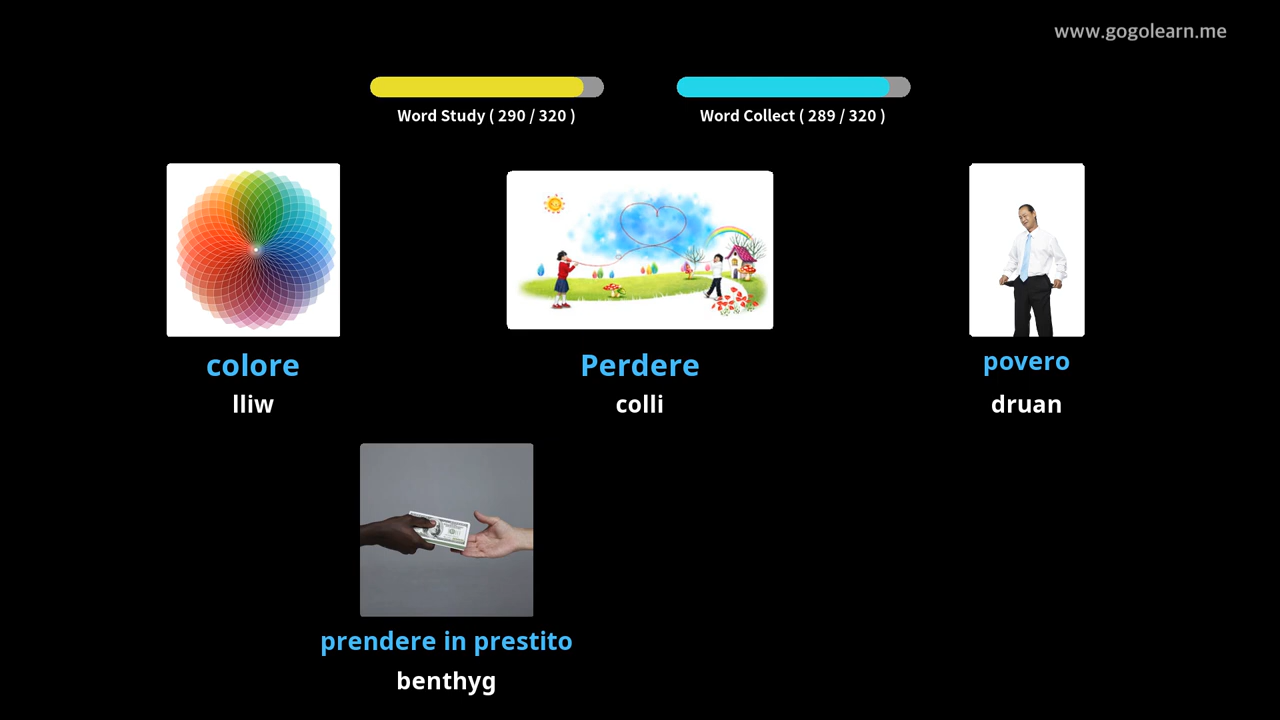 www.gogolearn.me
Word Study ( 290 / 320 )
Word Collect ( 289 / 320 )
colore
lliw
Perdere
colli
povero
druan
prendere in prestito
benthyg